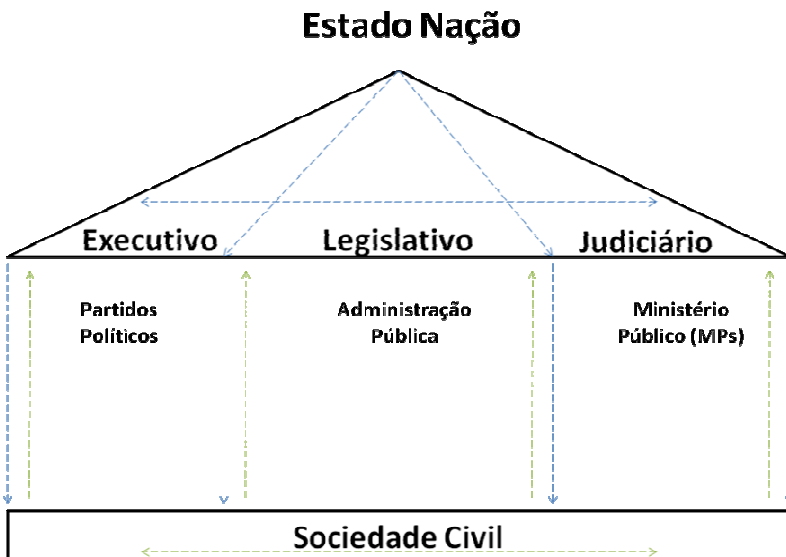 Estado Nação
Executivo Legislativo Judiciário
Partidos Políticos
Administração Pública
Ministério Público (MPs)
Sociedade Civil